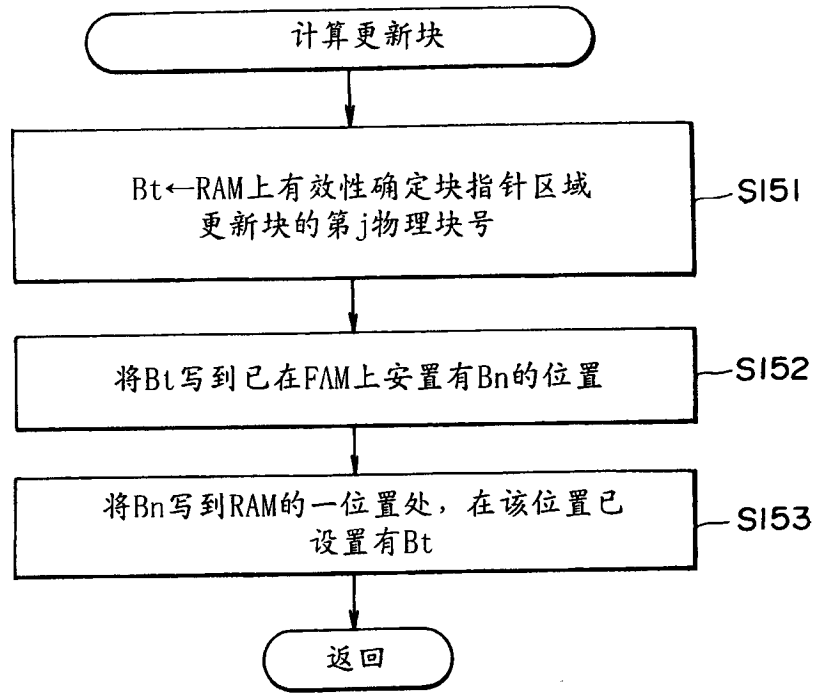 计算更新块
Bt←RAM上有效性确定块指针区域
更新块的第j物理块号
S151
将Bt写到已在FAM上安置有Bn的位置
S152
将Bn写到RAM的一位置处，在该位置已
设置有Bt
S153
返回